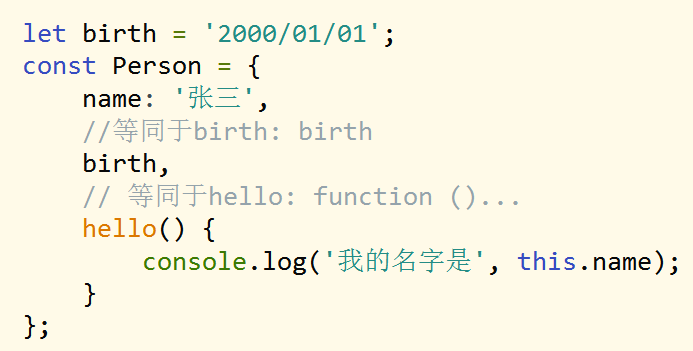 let birth = '2000/01/01';
const Person = {
    name: '张三',
    //等同于birth: birth
    birth,
    // 等同于hello: function ()...
    hello() {
        console.log('我的名字是', this.name);
    }
};